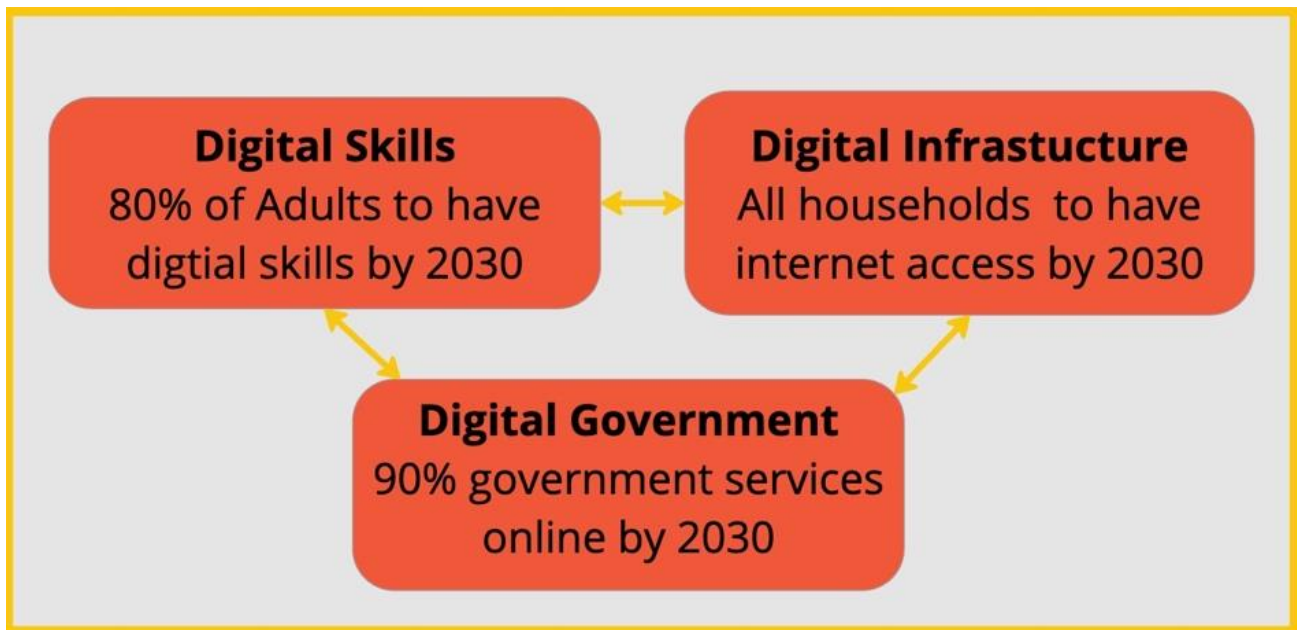 Digital Skills
80% of Adults to have
digtial skills by 2030
Digital Infrastucture
All households to have
internet access by 2030
Digital Government
90% government services
online by 2030